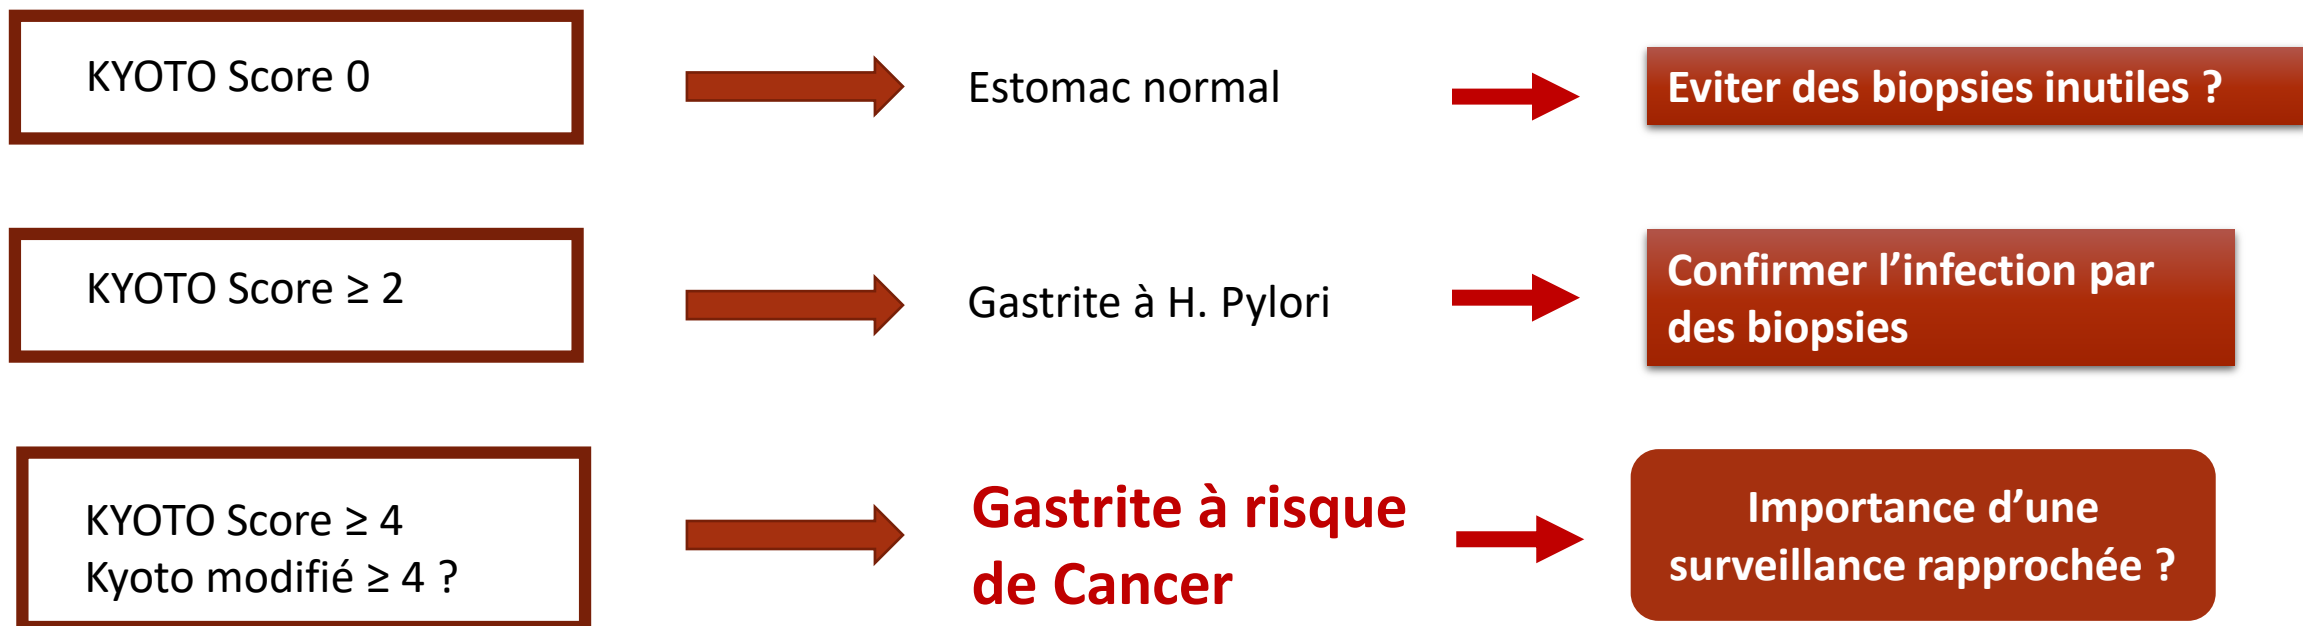 KYOTO Score 0
Estomac normal
Eviter des biopsies inutiles ?
KYOTO Score ≥ 2
Gastrite à H. Pylori
Confirmer l’infection par
des biopsies
KYOTO Score ≥ 4
Kyoto modifié ≥ 4 ?
Gastrite à risque
de Cancer
Importance d’une
surveillance rapprochée ?